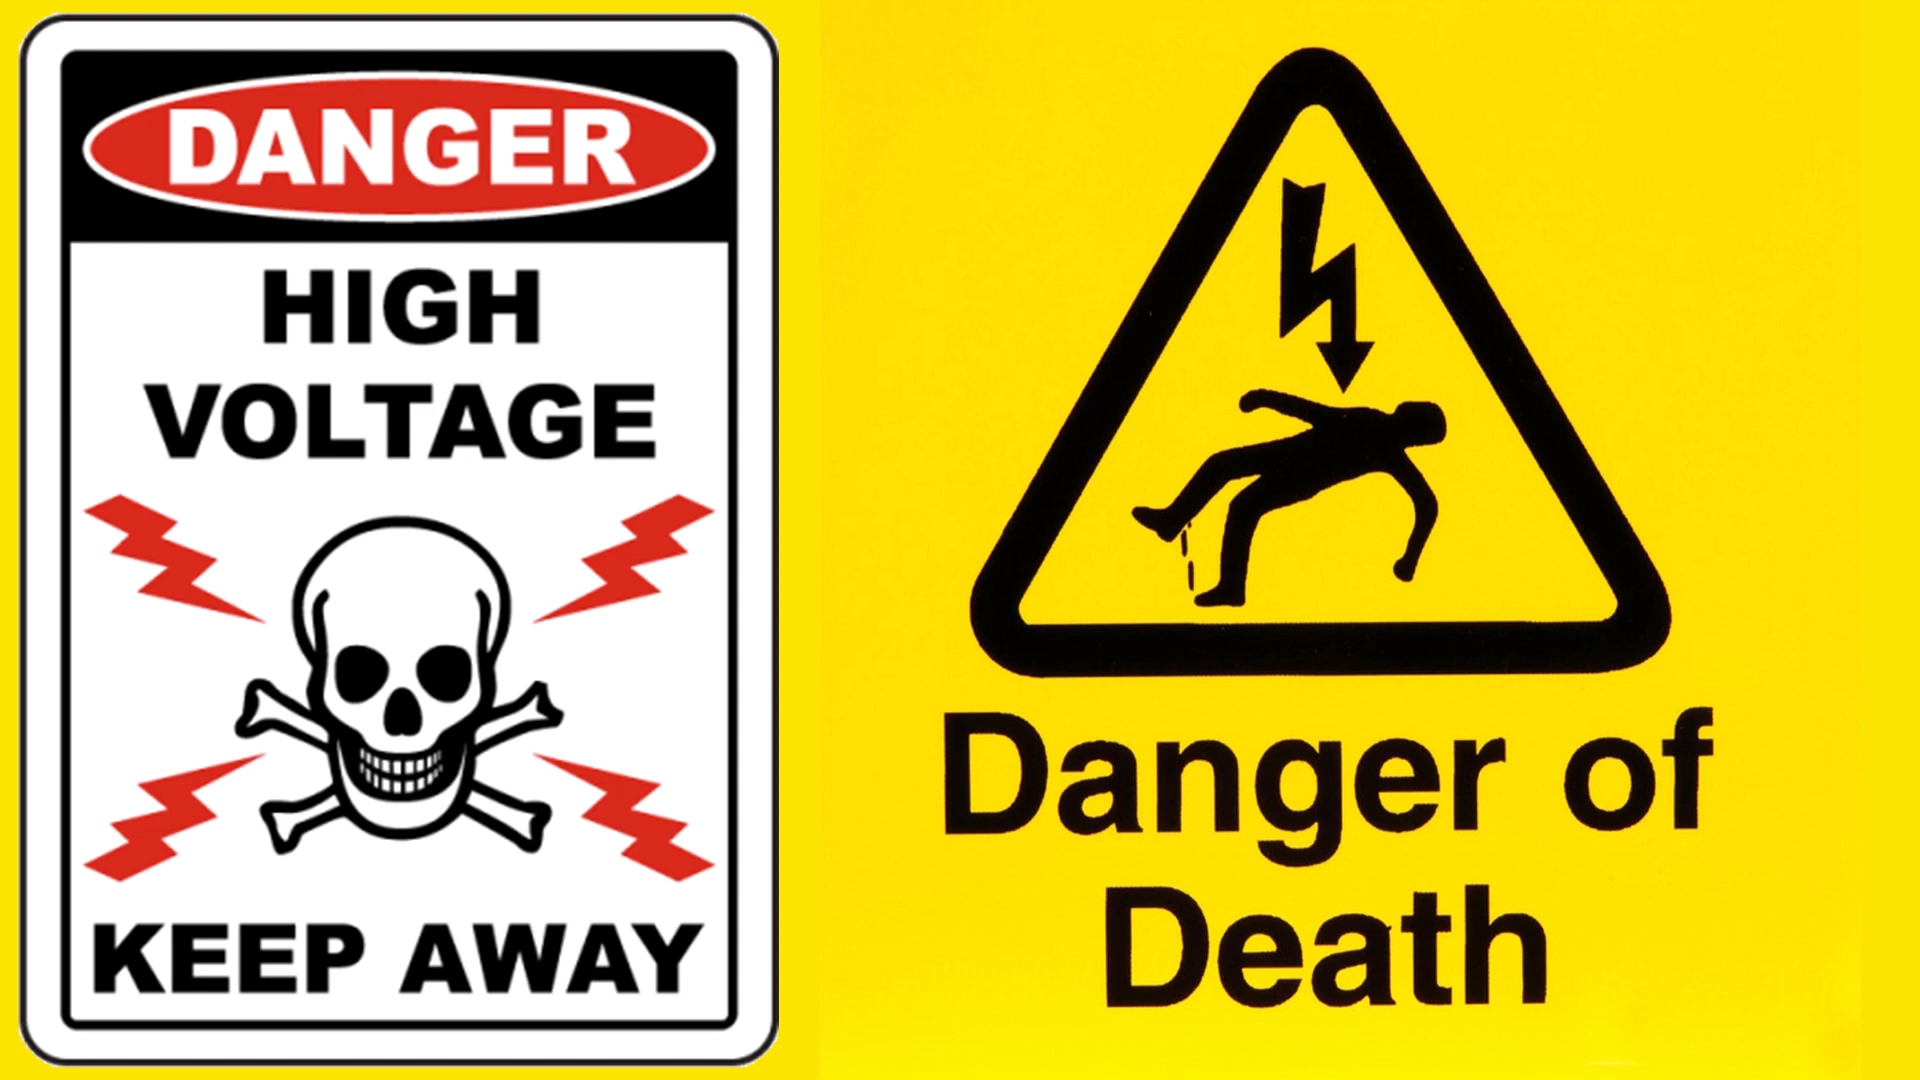 DANGER
HIGH
VOLTAGE
KEEP AWAY
Danger of
Death